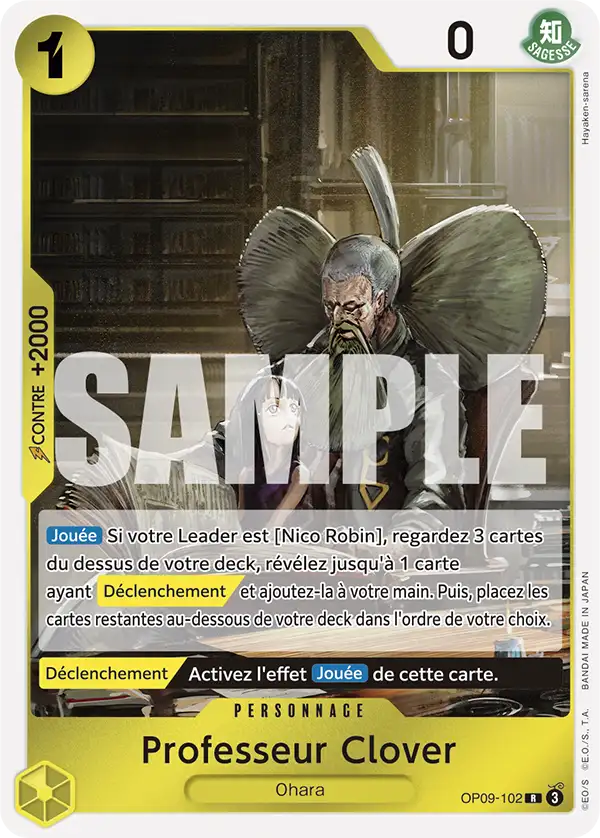 1
0
知
SAGESSE
Hayaken-sarena
CONTRE +2000
SAMPLE
Jouée Si votre Leader est [Nico Robin], regardez 3 cartes
du dessus de votre deck, révélez jusqu'à 1 carte
ayant Déclenchement et ajoutez-la à votre main. Puis, placez les
cartes restantes au-dessous de votre deck dans l'ordre de votre choix.
Déclenchement Activez l'effet Jouée de cette carte.
PERSONNAGE
Professeur Clover
Ohara
OP09-102 R 3
©EO/S ©E.O./S., T.A. BANDAI MADE IN JAPAN